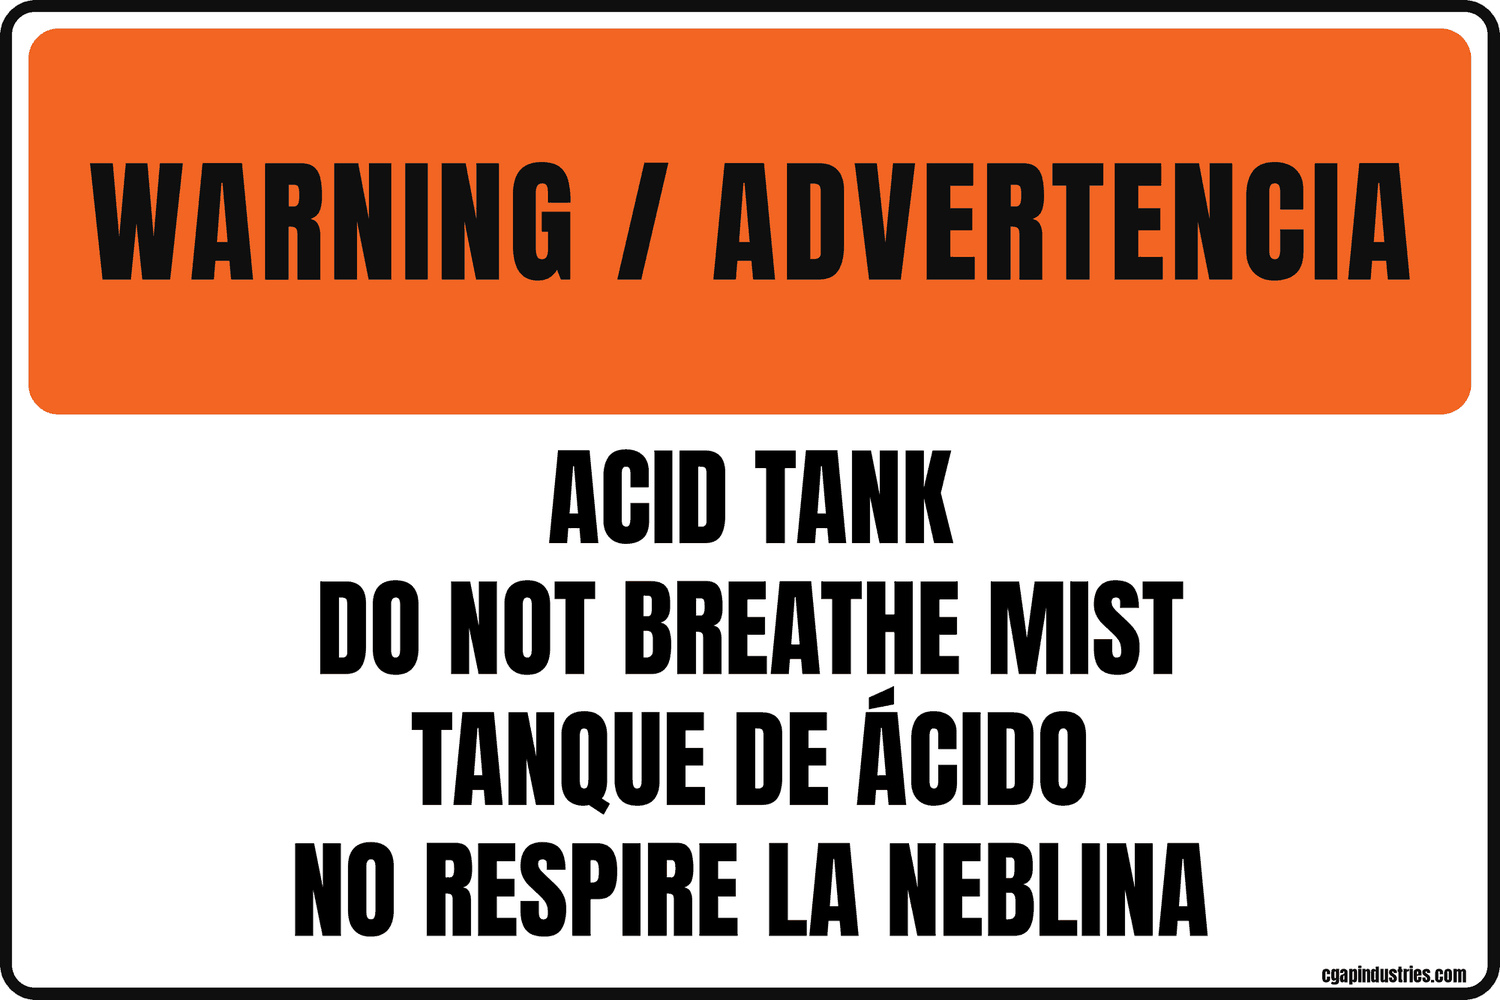 WARNING / ADVERTENCIA
ACID TANK
DO NOT BREATHE MIST
TANQUE DE ÁCIDO
NO RESPIRE LA NEBLINA
cgapindustries.com